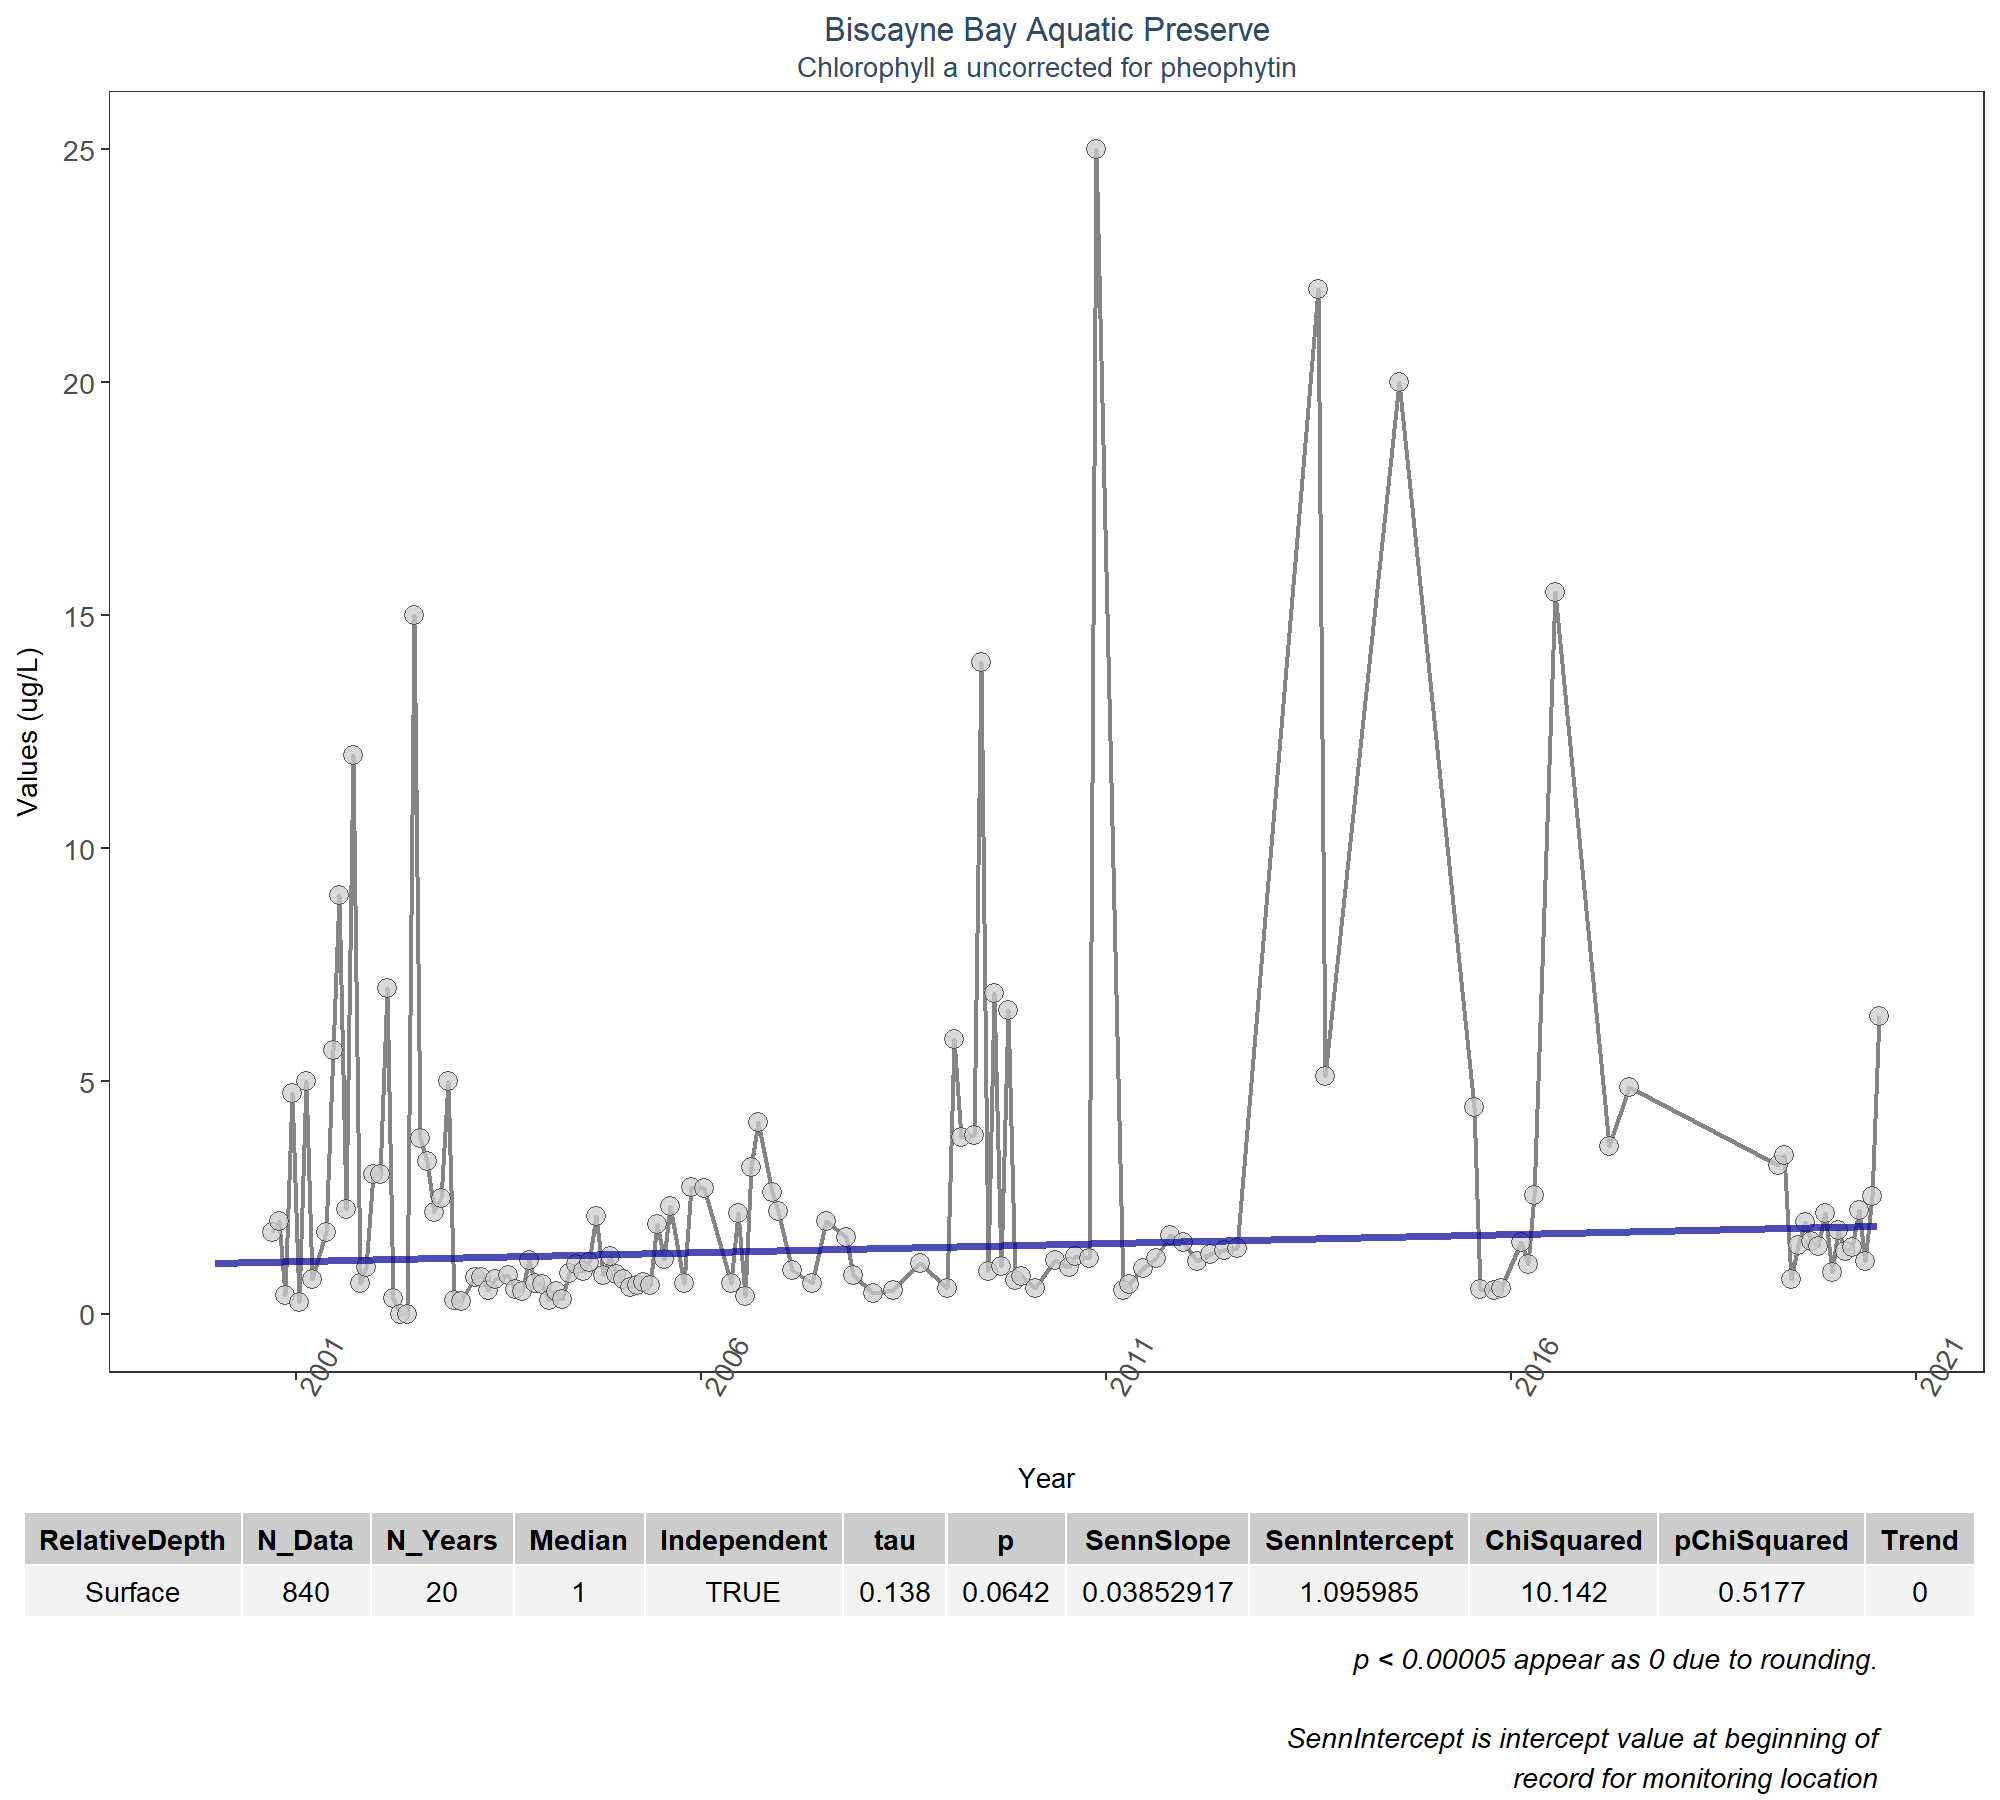 Biscayne Bay Aquatic Preserve
Chlorophyll a uncorrected for pheophytin
25
20
15
10
5
0
Values (ug/L)
2001 2006 2011 2016 2021
Year
RelativeDepth N_Data N_Years Median Independent tau p SennSlope SennIntercept ChiSquared pChiSquared Trend
Surface 840 20 1 TRUE 0.138 0.0642 0.03852917 1.095985 10.142 0.5177 0
p < 0.00005 appear as 0 due to rounding.
SennIntercept is intercept value at beginning of
record for monitoring location